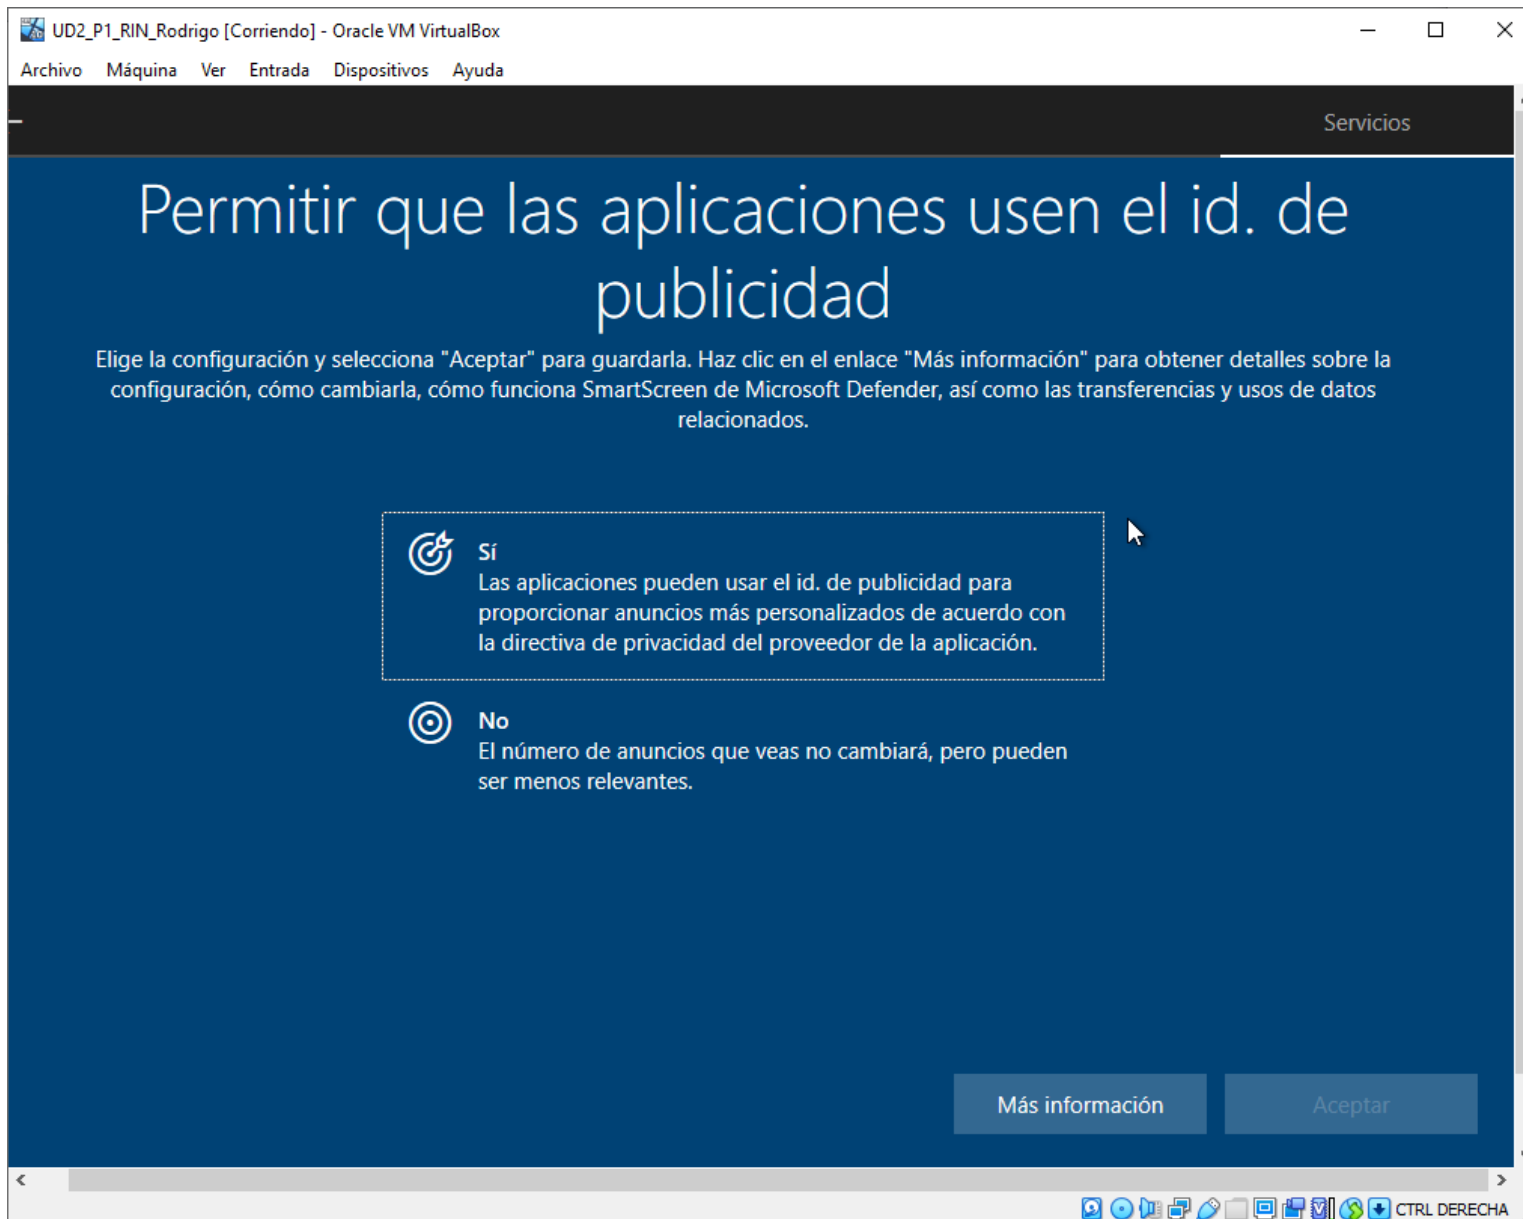 UD2_P1_RIN_Rodrigo [Corriendo] - Oracle VM VirtualBox
Archivo Máquina Ver Entrada Dispositivos Ayuda
Servicios
Permitir que las aplicaciones usen el id. de
publicidad
Elige la configuración y selecciona "Aceptar" para guardarla. Haz clic en el enlace "Más información" para obtener detalles sobre la
configuración, cómo cambiarla, cómo funciona SmartScreen de Microsoft Defender, así como las transferencias y usos de datos
relacionados.
Sí
Las aplicaciones pueden usar el id. de publicidad para
proporcionar anuncios más personalizados de acuerdo con
la directiva de privacidad del proveedor de la aplicación.
No
El número de anuncios que veas no cambiará, pero pueden
ser menos relevantes.
Más información Aceptar
CTRL DERECHA